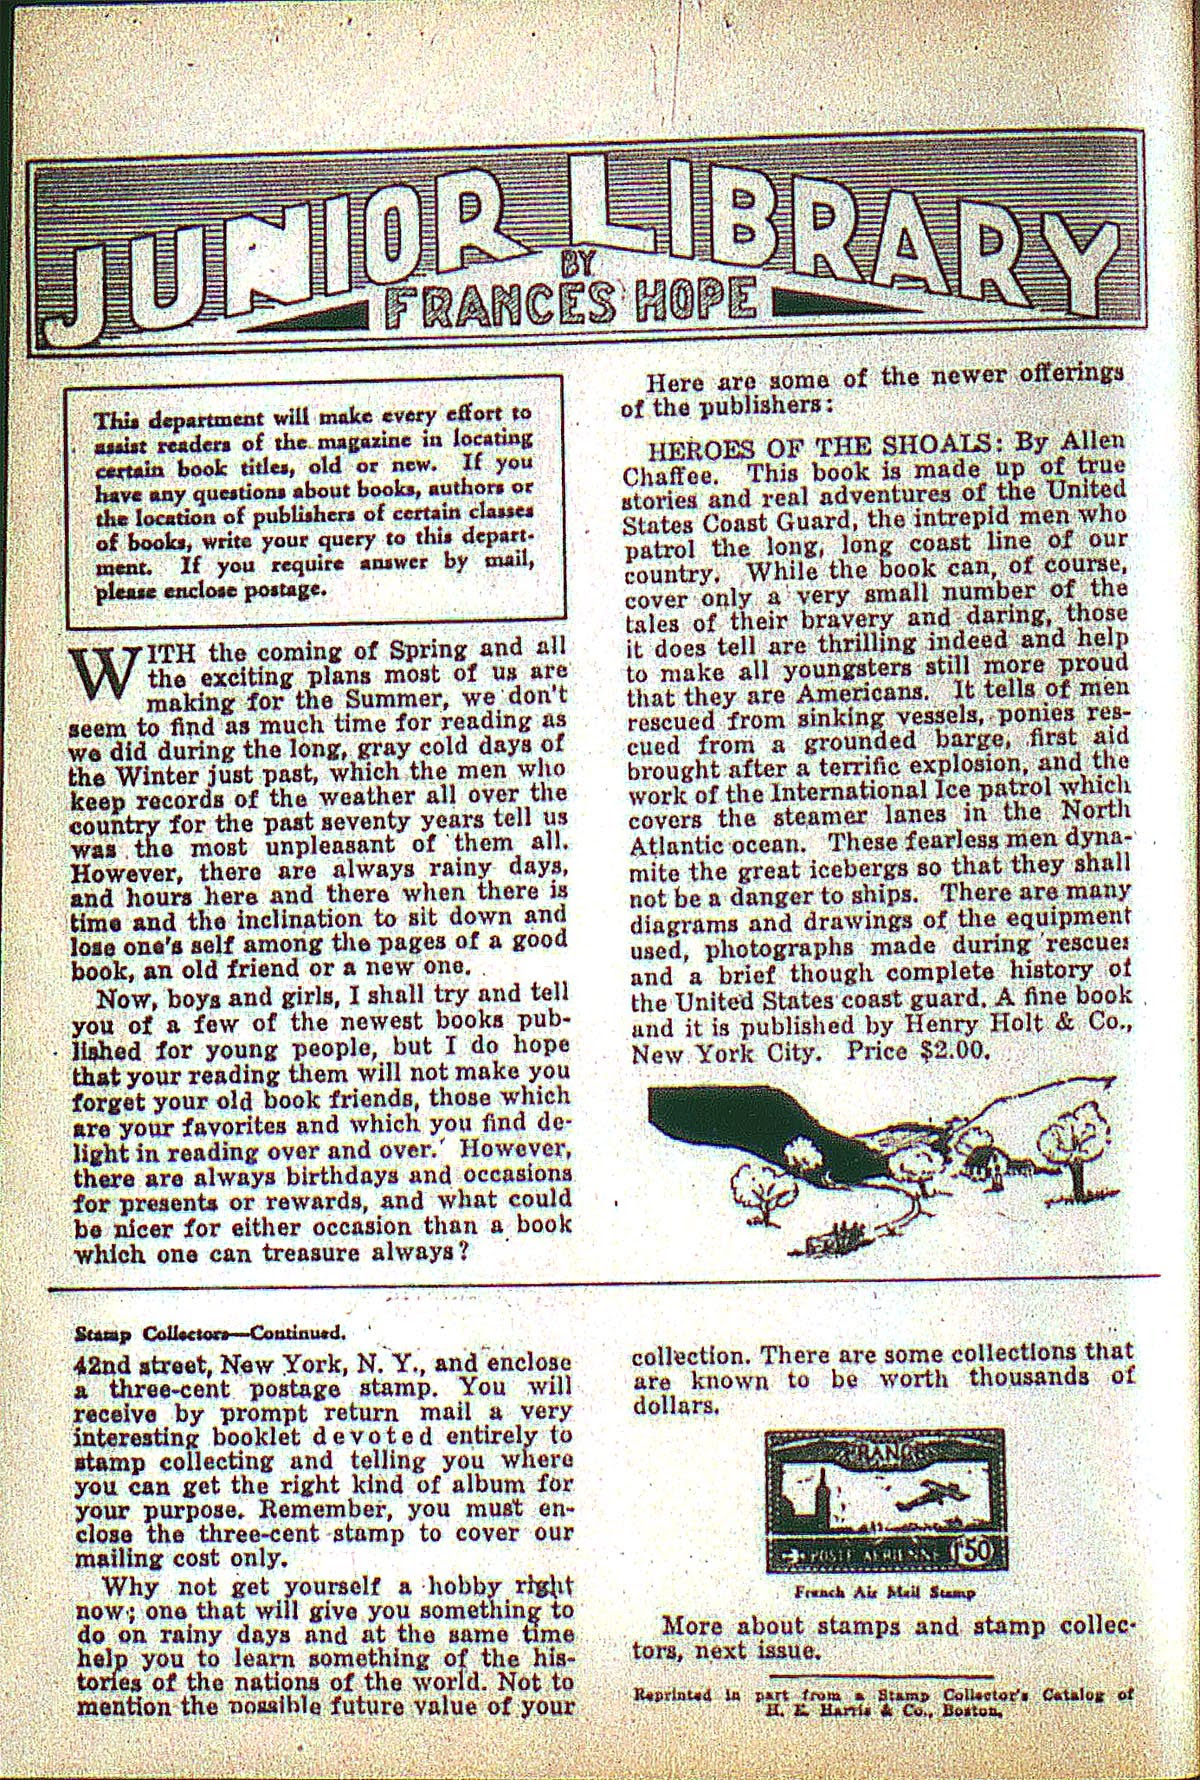 JUNIOR LIBRARY
BY
FRANCES HOPE
This department will make every effort to
assist readers of the magazine in locating
certain book titles, old or new. If you
have any questions about books, authors or
the location of publishers of certain classes
of books, write your query to this depart-
ment. If you require answer by mail,
please enclose postage.
WITH the coming of Spring and all
the exciting plans most of us are
making for the Summer, we don't
seem to find as much time for reading as
we did during the long, gray cold days of
the Winter just past, which the men who
keep records of the weather all over the
country for the past seventy years tell us
was the most unpleasant of them all.
However, there are always rainy days,
and hours here and there when there is
time and the inclination to sit down and
lose one's self among the pages of a good
book, an old friend or a new one.
Now, boys and girls, I shall try and tell
you of a few of the newest books pub-
lished for young people, but I do hope
that your reading them will not make you
forget your old book friends, those which
are your favorites and which you find de-
light in reading over and over. However,
there are always birthdays and occasions
for presents or rewards, and what could
be nicer for either occasion than a book
which one can treasure always?
Here are some of the newer offerings
of the publishers:
HEROES OF THE SHOALS: By Allen
Chaffee. This book is made up of true
stories and real adventures of the United
States Coast Guard, the intrepid men who
patrol the long, long coast line of our
country. While the book can, of course,
cover only a very small number of the
tales of their bravery and daring, those
it does tell are thrilling indeed and help
to make all youngsters still more proud
that they are Americans. It tells of men
rescued from sinking vessels, ponies res-
cued from a grounded barge, first aid
brought after a terrific explosion, and the
work of the International Ice patrol which
covers the steamer lanes in the North
Atlantic ocean. These fearless men dyna-
mite the great icebergs so that they shall
not be a danger to ships. There are many
diagrams and drawings of the equipment
used, photographs made during rescues
and a brief though complete history of
the United States coast guard. A fine book
and it is published by Henry Holt & Co.,
New York City. Price $2.00.
Stamp Collectors—Continued.
42nd street, New York, N. Y., and enclose
a three-cent postage stamp. You will
receive by prompt return mail a very
interesting booklet devoted entirely to
stamp collecting and telling you where
you can get the right kind of album for
your purpose. Remember, you must en-
close the three-cent stamp to cover our
mailing cost only.
Why not get yourself a hobby right
now; one that will give you something to
do on rainy days and at the same time
help you to learn something of the his-
tories of the nations of the world. Not to
mention the possible future value of your
collection. There are some collections that
are known to be worth thousands of
dollars.
FRANCE
POSTE AERIENNE 1F50
French Air Mail Stamp
More about stamps and stamp collec-
tors, next issue.
Reprinted in part from a Stamp Collector's Catalog of
H. E. Harris & Co., Boston.